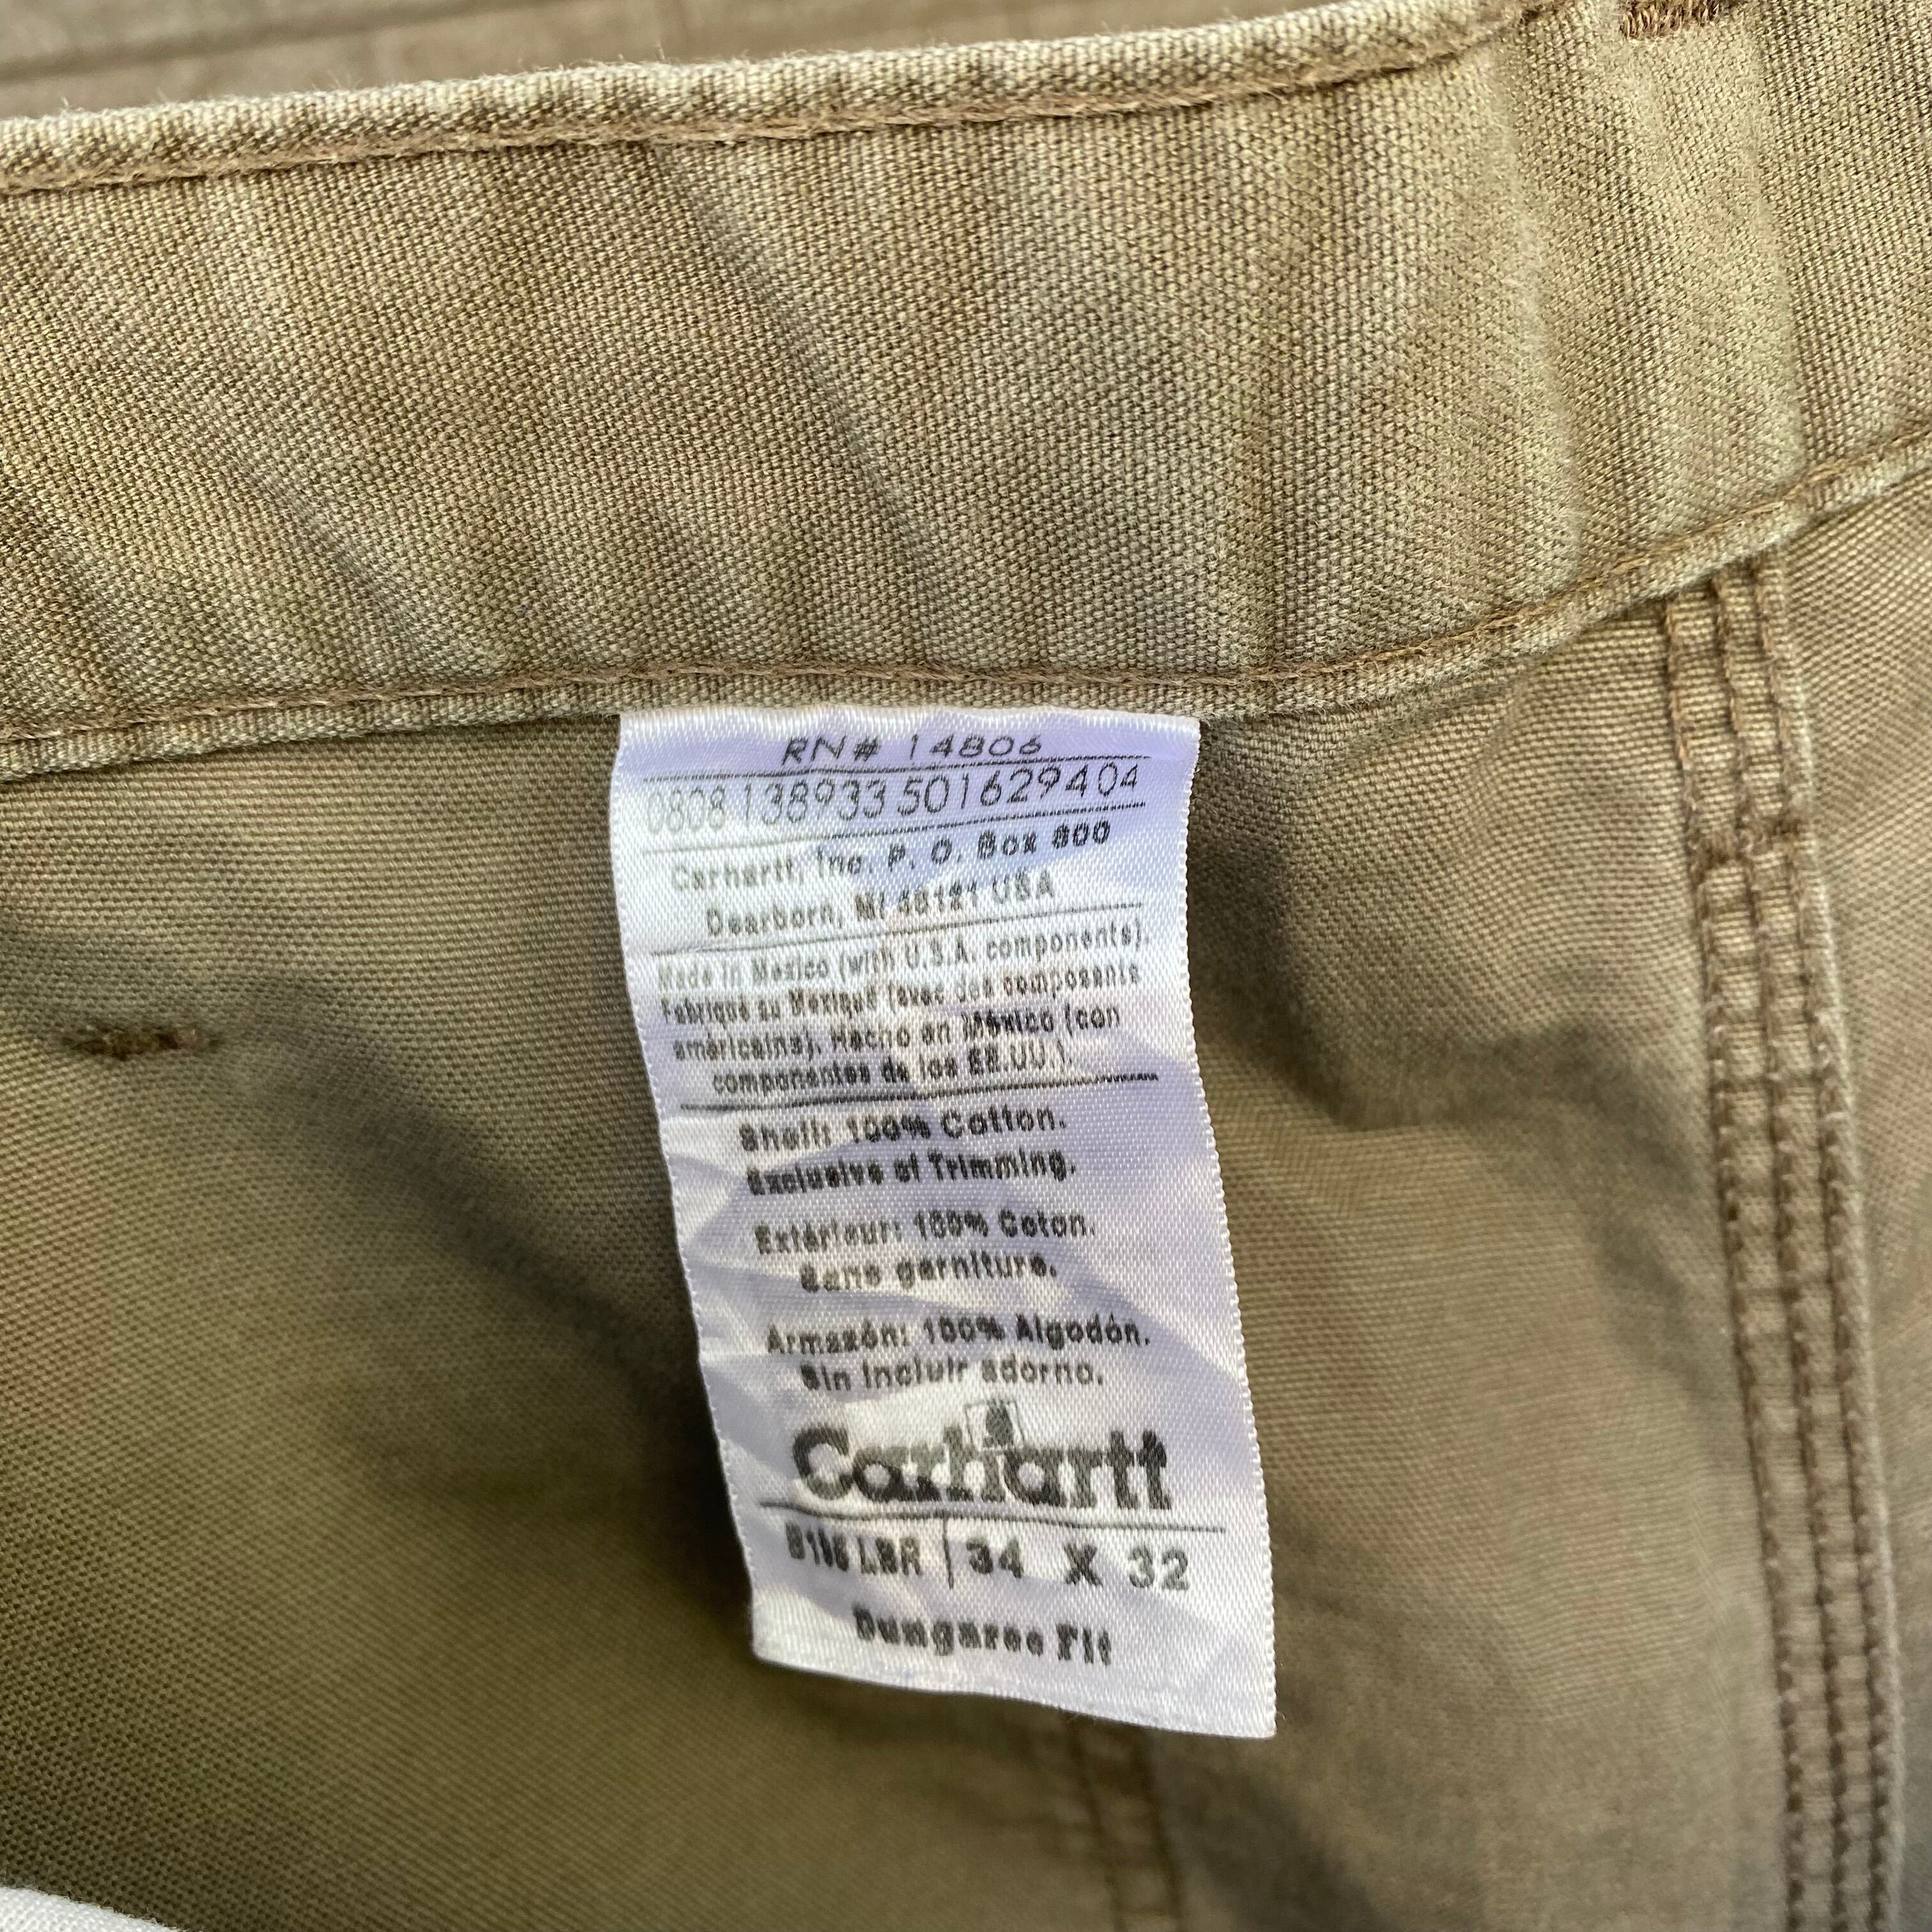 RN# 14806
0808 138933 501629404
Carhartt, Inc. P. O. Box 600
Dearborn, MI 48121 USA
Made in Mexico (with U.S.A. components).
Fabriqué au Mexique (avec des composants
américains). Hecho en México (con
componentes de los EE.UU.).
Shell: 100% Cotton.
Exclusive of Trimming.
Extérieur: 100% Coton.
Sans garniture.
Armazón: 100% Algodón.
Sin incluir adorno.
Carhartt
LBR | 34 X 32
Dungaree Fit